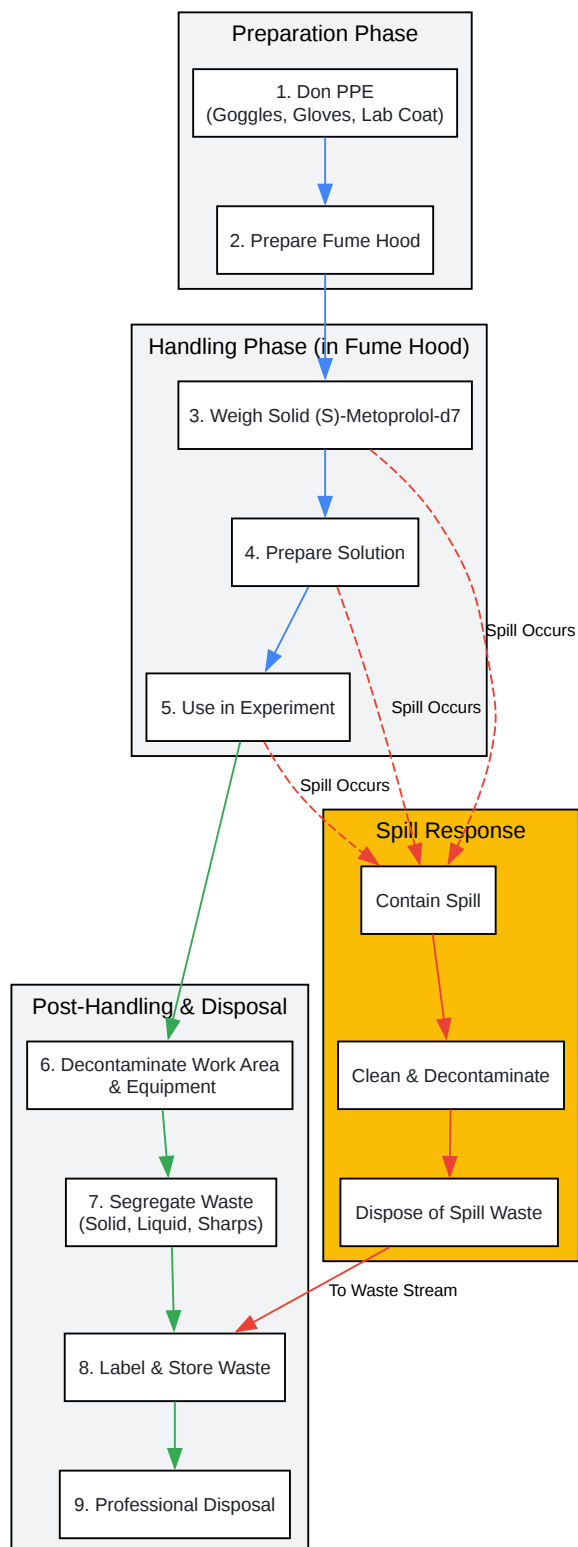 Preparation Phase
1. Don PPE
(Goggles, Gloves, Lab Coat)
2. Prepare Fume Hood
Handling Phase (in Fume Hood)
3. Weigh Solid (S)-Metoprolol-d7
4. Prepare Solution
Spill Occurs
5. Use in Experiment
Spill Occurs
Spill Occurs
Spill Response
Contain Spill
Post-Handling & Disposal
6. Decontaminate Work Area
& Equipment
Clean & Decontaminate
7. Segregate Waste
(Solid, Liquid, Sharps)
Dispose of Spill Waste
To Waste Stream
8. Label & Store Waste
9. Professional Disposal